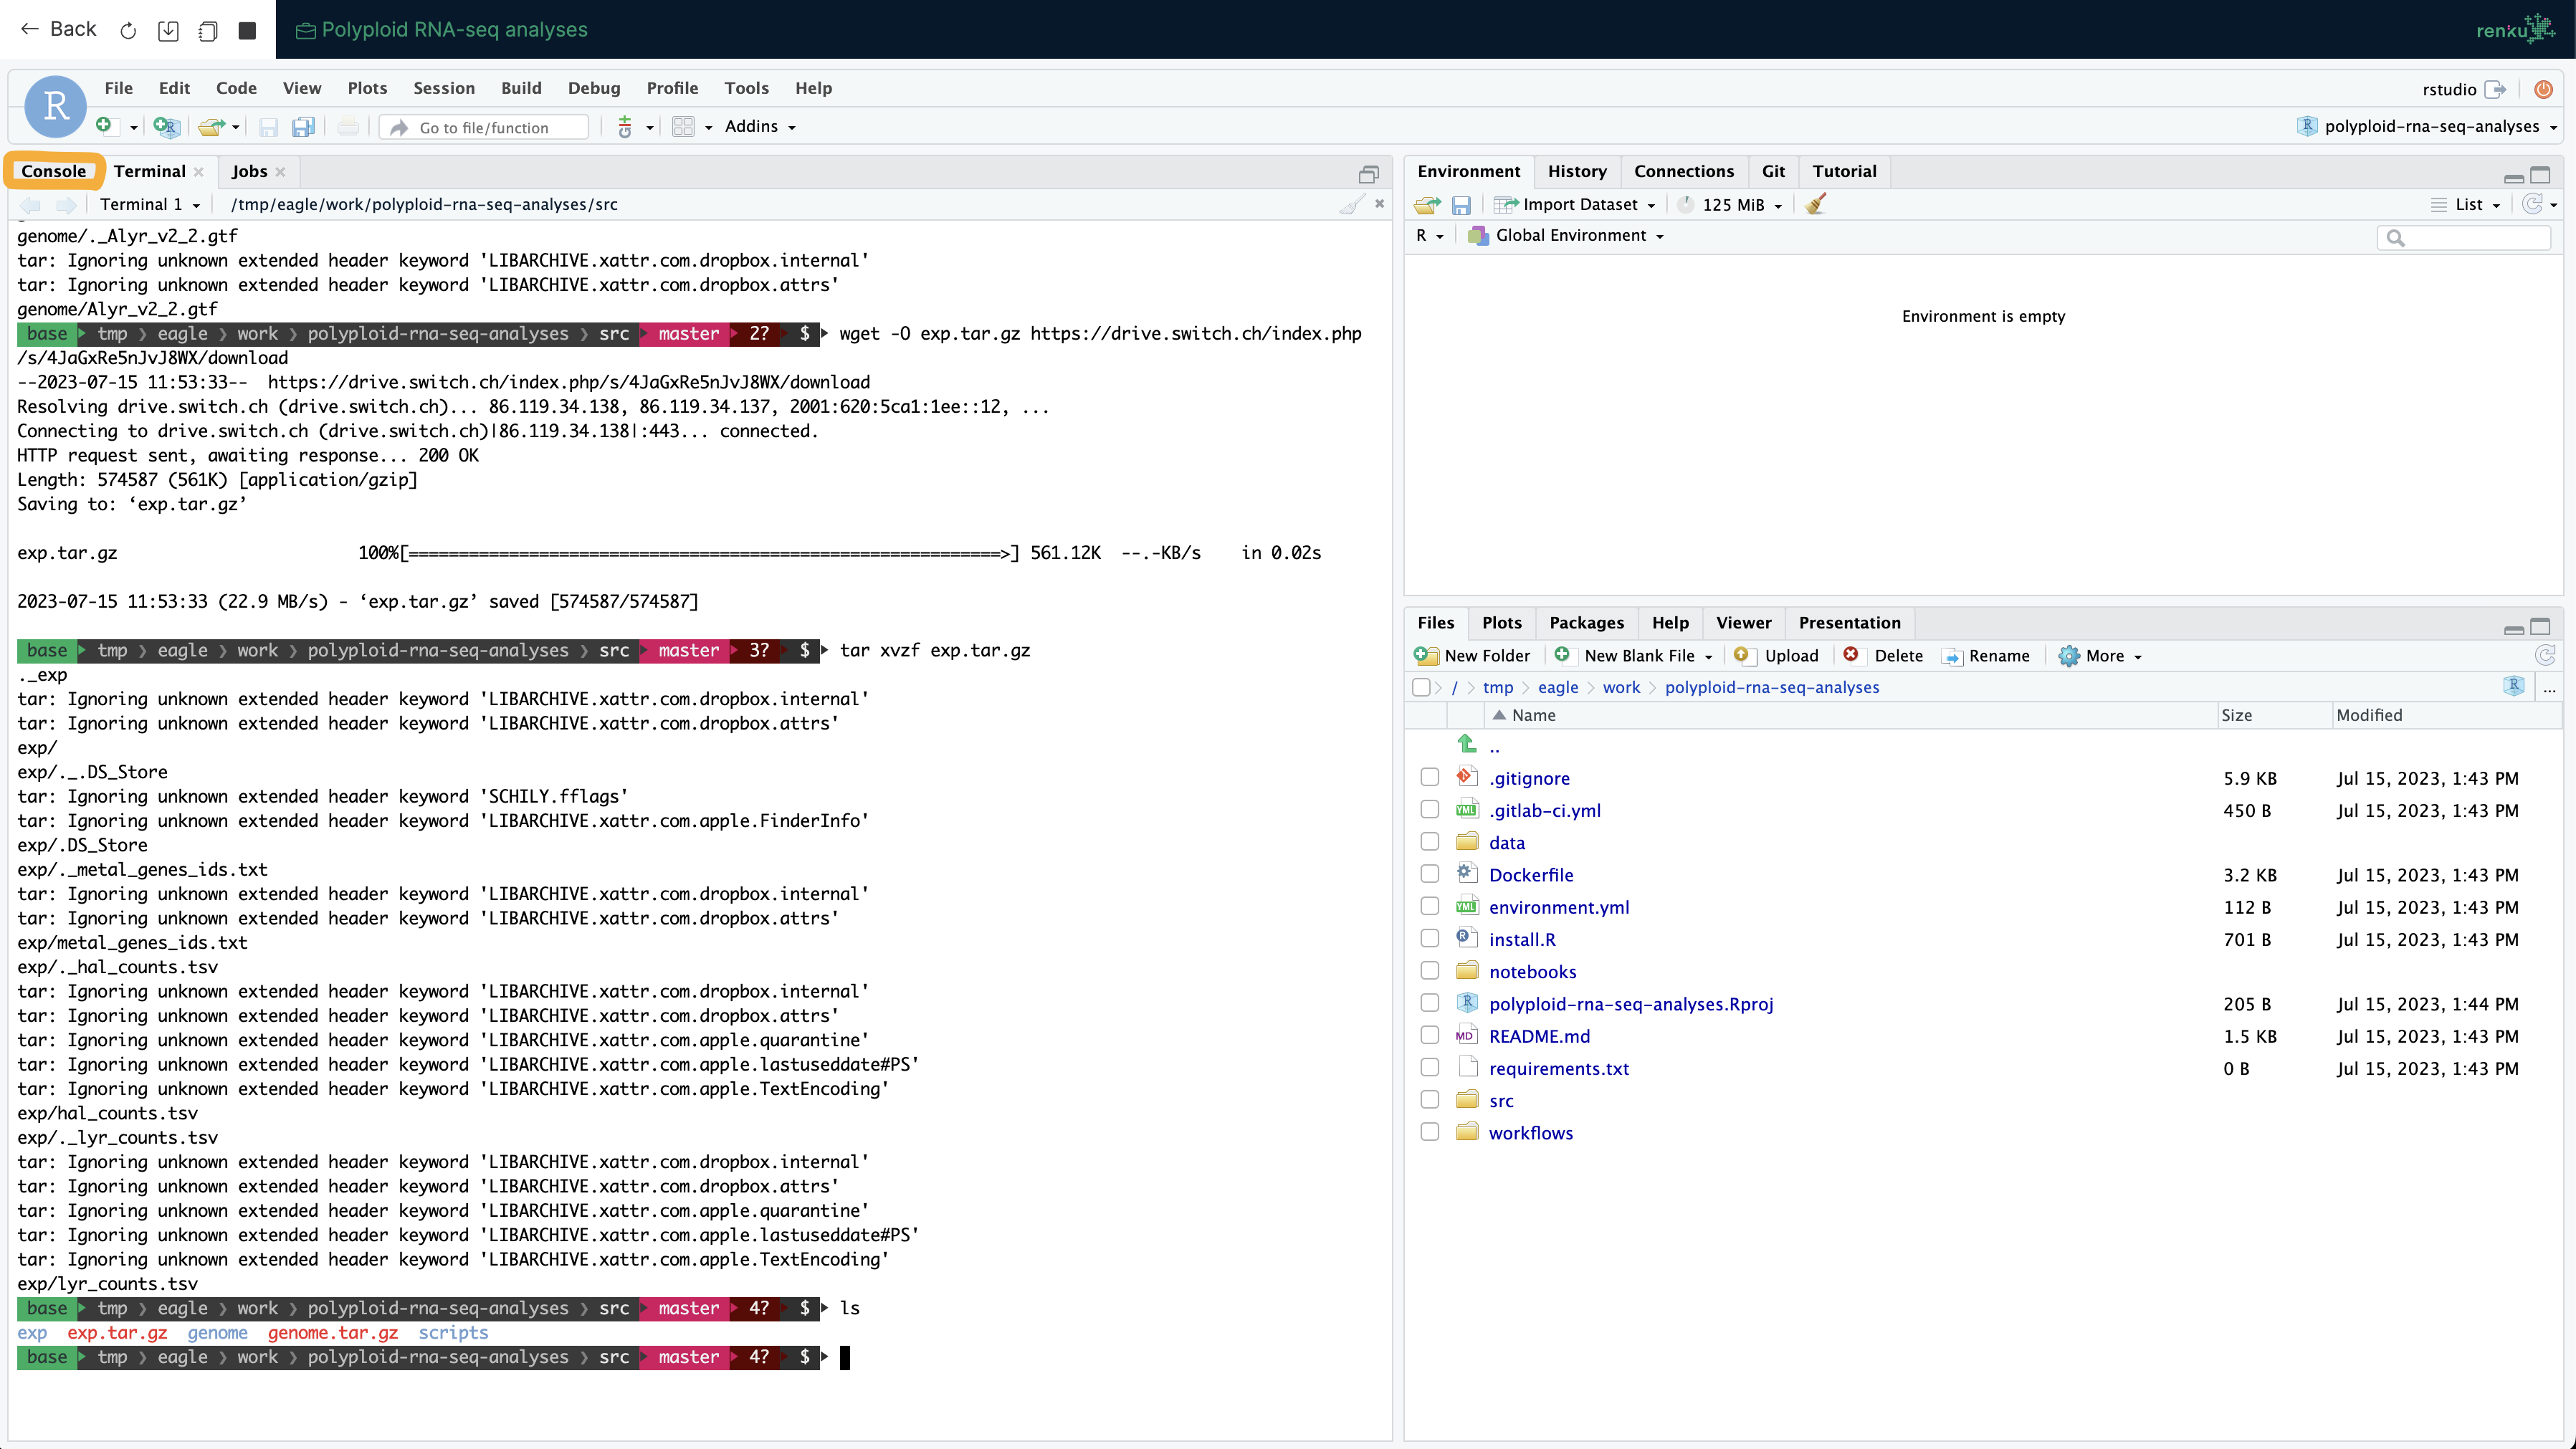 ← Back
Polyploid RNA-seq analyses
renku
R
File Edit Code View Plots Session Build Debug Profile Tools Help
rstudio
Go to file/function
Addins
polyploid-rna-seq-analyses
Console Terminal Jobs
Terminal 1 /tmp/eagle/work/polyploid-rna-seq-analyses/src
genome/._Alyr_v2_2.gtf
tar: Ignoring unknown extended header keyword 'LIBARCHIVE.xattr.com.dropbox.internal'
tar: Ignoring unknown extended header keyword 'LIBARCHIVE.xattr.com.dropbox.attrs'
genome/Alyr_v2_2.gtf
base tmp eagle work polyploid-rna-seq-analyses src master 2? $ wget -O exp.tar.gz https://drive.switch.ch/index.php
/s/4JaGxRe5nJvJ8WX/download
--2023-07-15 11:53:33-- https://drive.switch.ch/index.php/s/4JaGxRe5nJvJ8WX/download
Resolving drive.switch.ch (drive.switch.ch)... 86.119.34.138, 86.119.34.137, 2001:620:5ca1:1ee::12, ...
Connecting to drive.switch.ch (drive.switch.ch)|86.119.34.138|:443... connected.
HTTP request sent, awaiting response... 200 OK
Length: 574587 (561K) [application/gzip]
Saving to: ‘exp.tar.gz’
exp.tar.gz 100%[===========================================================>] 561.12K --.-KB/s in 0.02s
2023-07-15 11:53:33 (22.9 MB/s) - ‘exp.tar.gz’ saved [574587/574587]
base tmp eagle work polyploid-rna-seq-analyses src master 3? $ tar xvzf exp.tar.gz
._exp
tar: Ignoring unknown extended header keyword 'LIBARCHIVE.xattr.com.dropbox.internal'
tar: Ignoring unknown extended header keyword 'LIBARCHIVE.xattr.com.dropbox.attrs'
exp/
exp/._.DS_Store
tar: Ignoring unknown extended header keyword 'SCHILY.fflags'
tar: Ignoring unknown extended header keyword 'LIBARCHIVE.xattr.com.apple.FinderInfo'
exp/.DS_Store
exp/._metal_genes_ids.txt
tar: Ignoring unknown extended header keyword 'LIBARCHIVE.xattr.com.dropbox.internal'
tar: Ignoring unknown extended header keyword 'LIBARCHIVE.xattr.com.dropbox.attrs'
exp/metal_genes_ids.txt
exp/._hal_counts.tsv
tar: Ignoring unknown extended header keyword 'LIBARCHIVE.xattr.com.dropbox.internal'
tar: Ignoring unknown extended header keyword 'LIBARCHIVE.xattr.com.dropbox.attrs'
tar: Ignoring unknown extended header keyword 'LIBARCHIVE.xattr.com.apple.quarantine'
tar: Ignoring unknown extended header keyword 'LIBARCHIVE.xattr.com.apple.lastuseddate#PS'
tar: Ignoring unknown extended header keyword 'LIBARCHIVE.xattr.com.apple.TextEncoding'
exp/hal_counts.tsv
exp/._lyr_counts.tsv
tar: Ignoring unknown extended header keyword 'LIBARCHIVE.xattr.com.dropbox.internal'
tar: Ignoring unknown extended header keyword 'LIBARCHIVE.xattr.com.dropbox.attrs'
tar: Ignoring unknown extended header keyword 'LIBARCHIVE.xattr.com.apple.quarantine'
tar: Ignoring unknown extended header keyword 'LIBARCHIVE.xattr.com.apple.lastuseddate#PS'
tar: Ignoring unknown extended header keyword 'LIBARCHIVE.xattr.com.apple.TextEncoding'
exp/lyr_counts.tsv
base tmp eagle work polyploid-rna-seq-analyses src master 4? $ ls
exp exp.tar.gz genome genome.tar.gz scripts
base tmp eagle work polyploid-rna-seq-analyses src master 4? $
Environment History Connections Git Tutorial
Import Dataset 125 MiB List
R Global Environment
Environment is empty
Files Plots Packages Help Viewer Presentation
New Folder New Blank File Upload Delete Rename More
/ tmp eagle work polyploid-rna-seq-analyses ...
Name Size Modified
..
.gitignore 5.9 KB Jul 15, 2023, 1:43 PM
.gitlab-ci.yml 450 B Jul 15, 2023, 1:43 PM
data
Dockerfile 3.2 KB Jul 15, 2023, 1:43 PM
environment.yml 112 B Jul 15, 2023, 1:43 PM
install.R 701 B Jul 15, 2023, 1:43 PM
notebooks
polyploid-rna-seq-analyses.Rproj 205 B Jul 15, 2023, 1:44 PM
README.md 1.5 KB Jul 15, 2023, 1:43 PM
requirements.txt 0 B Jul 15, 2023, 1:43 PM
src
workflows